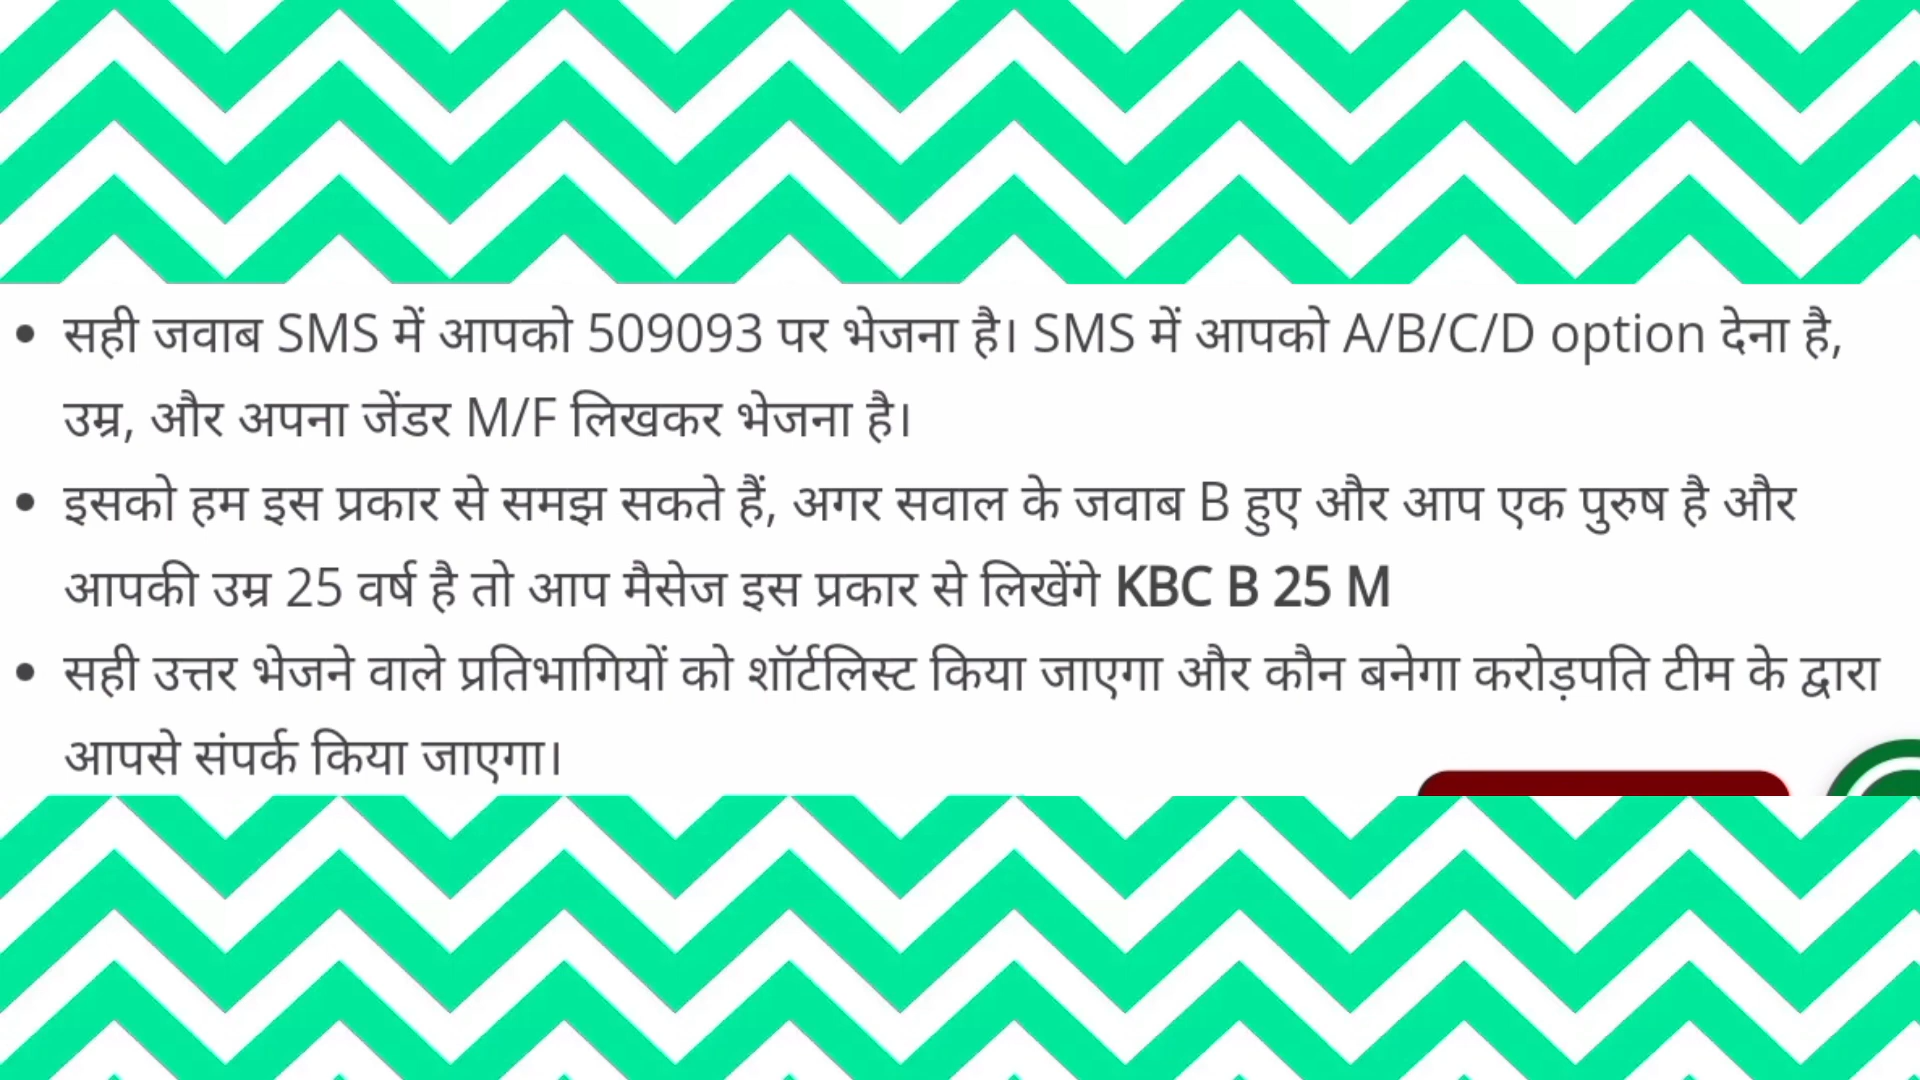 • सही जवाब SMS में आपको 509093 पर भेजना है। SMS में आपको A/B/C/D option देना है,
उम्र, और अपना जेंडर M/F लिखकर भेजना है।
• इसको हम इस प्रकार से समझ सकते हैं, अगर सवाल के जवाब B हुए और आप एक पुरुष है और
आपकी उम्र 25 वर्ष है तो आप मैसेज इस प्रकार से लिखेंगे KBC B 25 M
• सही उत्तर भेजने वाले प्रतिभागियों को शॉर्टलिस्ट किया जाएगा और कौन बनेगा करोड़पति टीम के द्वारा
आपसे संपर्क किया जाएगा।